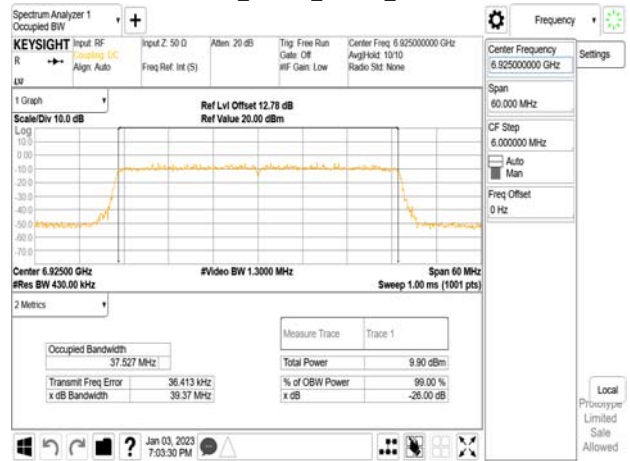 Spectrum Analyzer 1
Occupied BW
Frequency
KEYSIGHT
R
Input: RF
Coupling: DC
Align: Auto
Input Z: 50 Ω
Freq Ref: Int (S)
Atten: 20 dB
Trig: Free Run
Gate: Off
#IF Gain: Low
Center Freq: 6.925000000 GHz
Avg|Hold: 10/10
Radio Std: None
Center Frequency
6.925000000 GHz
Settings
Span
60.000 MHz
CF Step
6.000000 MHz
Auto
Man
Freq Offset
0 Hz
1 Graph
Scale/Div 10.0 dB
Ref Lvl Offset 12.78 dB
Ref Value 20.00 dBm
Log
10.0
0.00
-10.0
-20.0
-30.0
-40.0
-50.0
-60.0
-70.0
Center 6.92500 GHz
#Video BW 1.3000 MHz
Span 60 MHz
#Res BW 430.00 kHz
Sweep 1.00 ms (1001 pts)
2 Metrics
Measure Trace
Trace 1
Occupied Bandwidth
37.527 MHz
Total Power
9.90 dBm
Transmit Freq Error
36.413 kHz
% of OBW Power
99.00 %
x dB Bandwidth
39.37 MHz
x dB
-26.00 dB
Local
Prototype
Limited
Sale
Allowed
?
Jan 03, 2023
7:03:30 PM